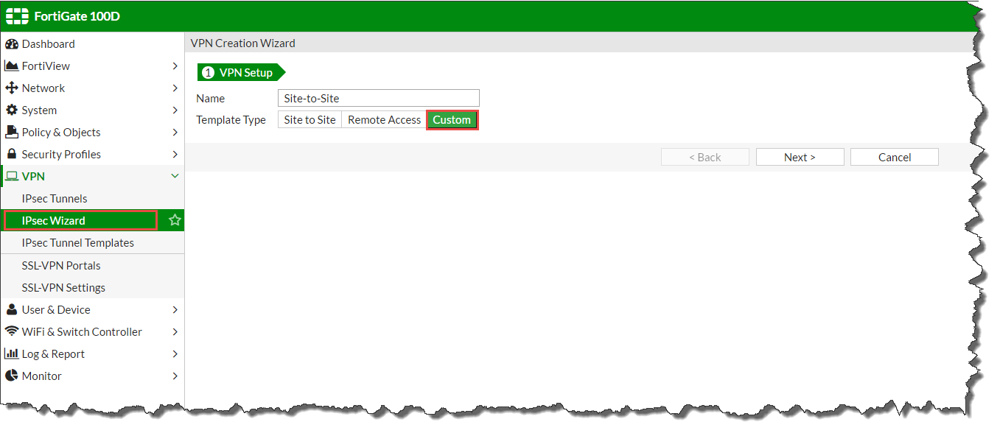 FortiGate 100D
Dashboard
FortiView
Network
System
Policy & Objects
Security Profiles
VPN
IPsec Tunnels
IPsec Wizard
IPsec Tunnel Templates
SSL-VPN Portals
SSL-VPN Settings
User & Device
WiFi & Switch Controller
Log & Report
Monitor
VPN Creation Wizard
1 VPN Setup
Name Site-to-Site
Template Type Site to Site Remote Access Custom
< Back Next > Cancel